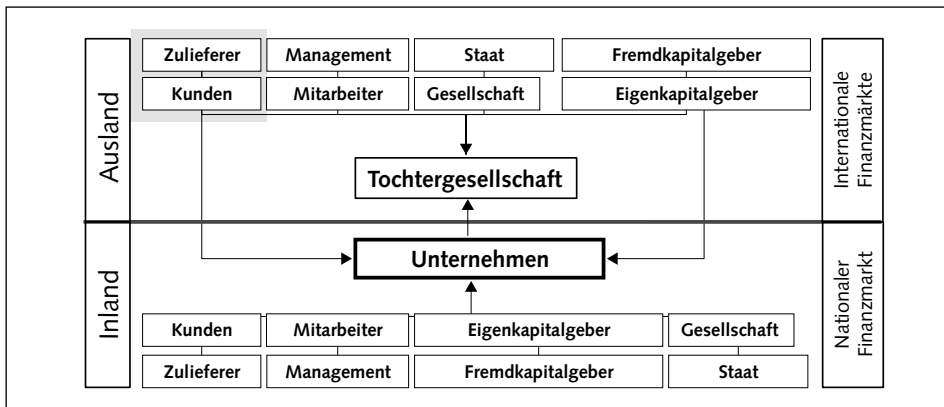 Ausland
Zulieferer
Management
Staat
Fremdkapitalgeber
Kunden
Mitarbeiter
Gesellschaft
Eigenkapitalgeber
Internationale
Finanzmärkte
Tochtergesellschaft
Inland
Unternehmen
Kunden
Mitarbeiter
Eigenkapitalgeber
Gesellschaft
Zulieferer
Management
Fremdkapitalgeber
Staat
Nationaler
Finanzmarkt